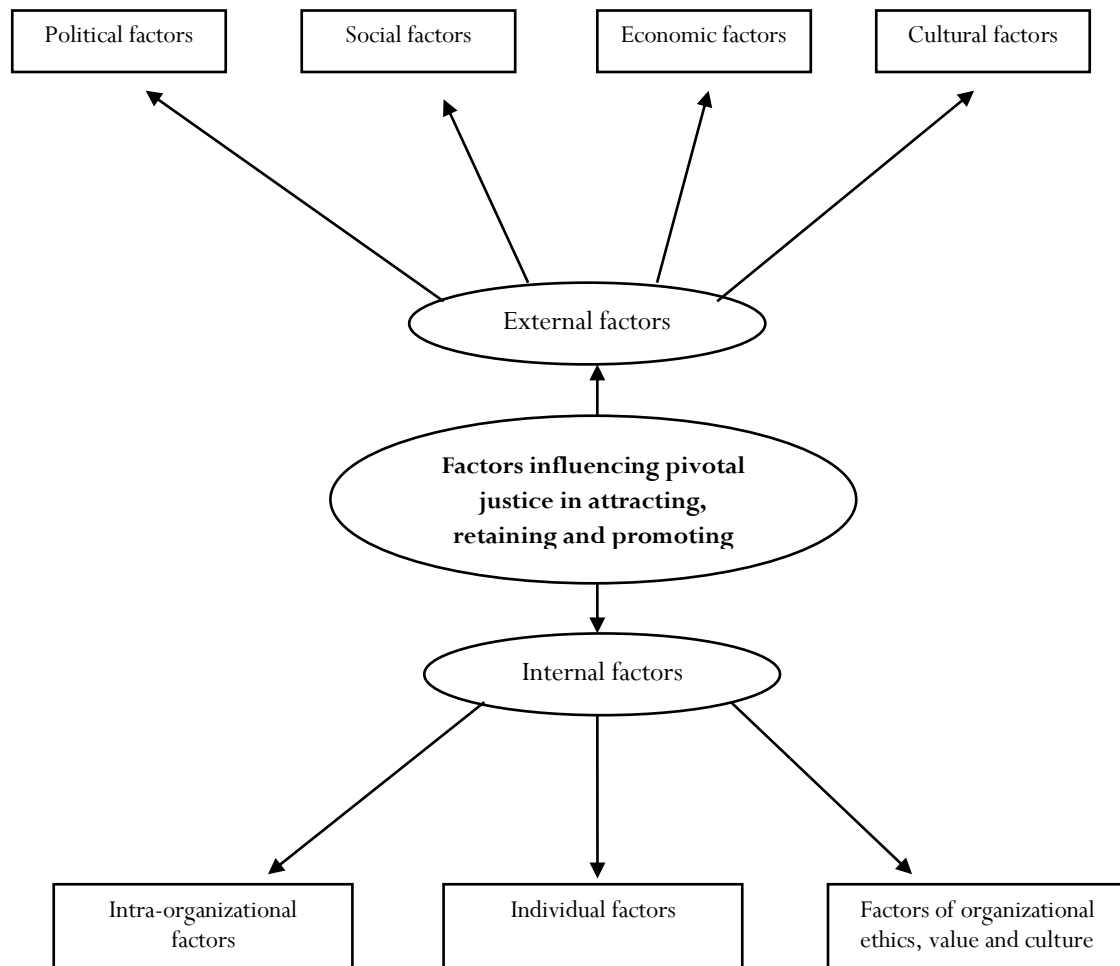 Political factors
Social factors
Economic factors
Cultural factors
External factors
Factors influencing pivotal
justice in attracting,
retaining and promoting
Internal factors
Intra-organizational
factors
Individual factors
Factors of organizational
ethics, value and culture